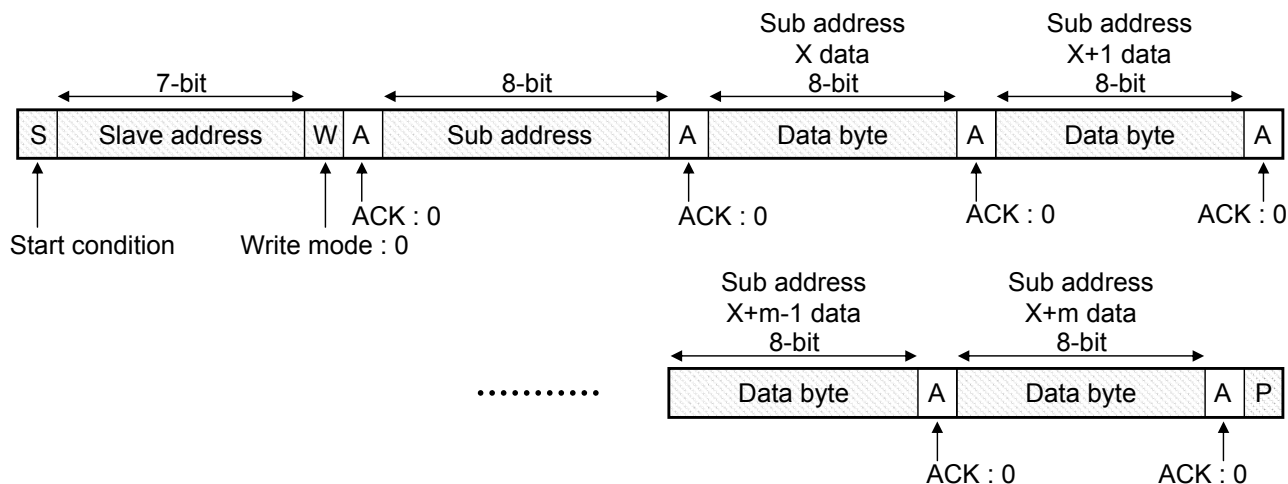 Sub address
X data
Sub address
X+1 data
7-bit
8-bit
8-bit
8-bit
S Slave address W A Sub address A Data byte A Data byte A
ACK : 0
ACK : 0
ACK : 0
ACK : 0
Start condition
Write mode : 0
Sub address
X+m-1 data
Sub address
X+m data
8-bit
8-bit
Data byte A Data byte A P
ACK : 0
ACK : 0